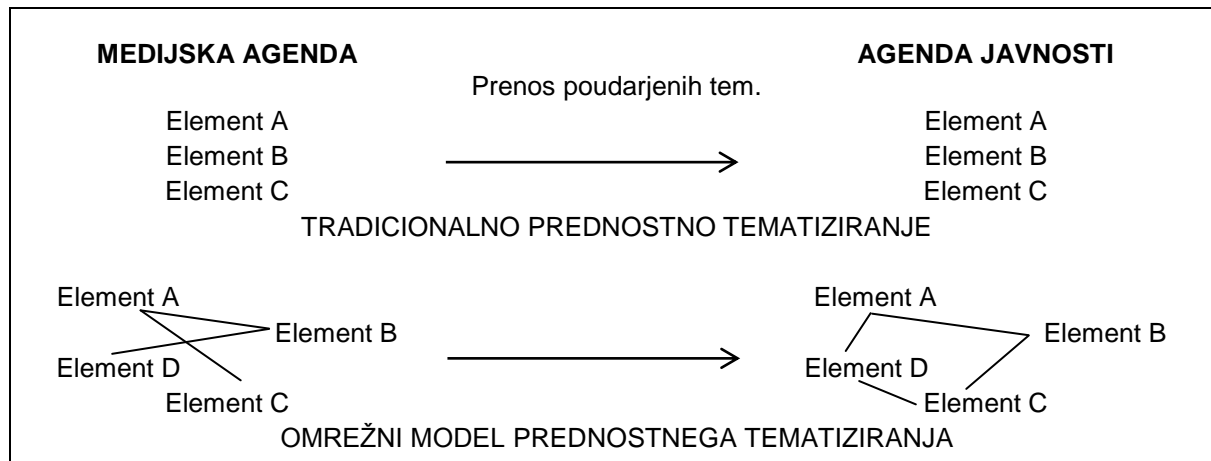 MEDIJSKA AGENDA AGENDA JAVNOSTI
Prenos poudarjenih tem.
Element A Element A
Element B Element B
Element C Element C
TRADICIONALNO PREDNOSTNO TEMATIZIRANJE
Element A Element A
Element B Element B
Element D Element D
Element C Element C
OMREŽNI MODEL PREDNOSTNEGA TEMATIZIRANJA